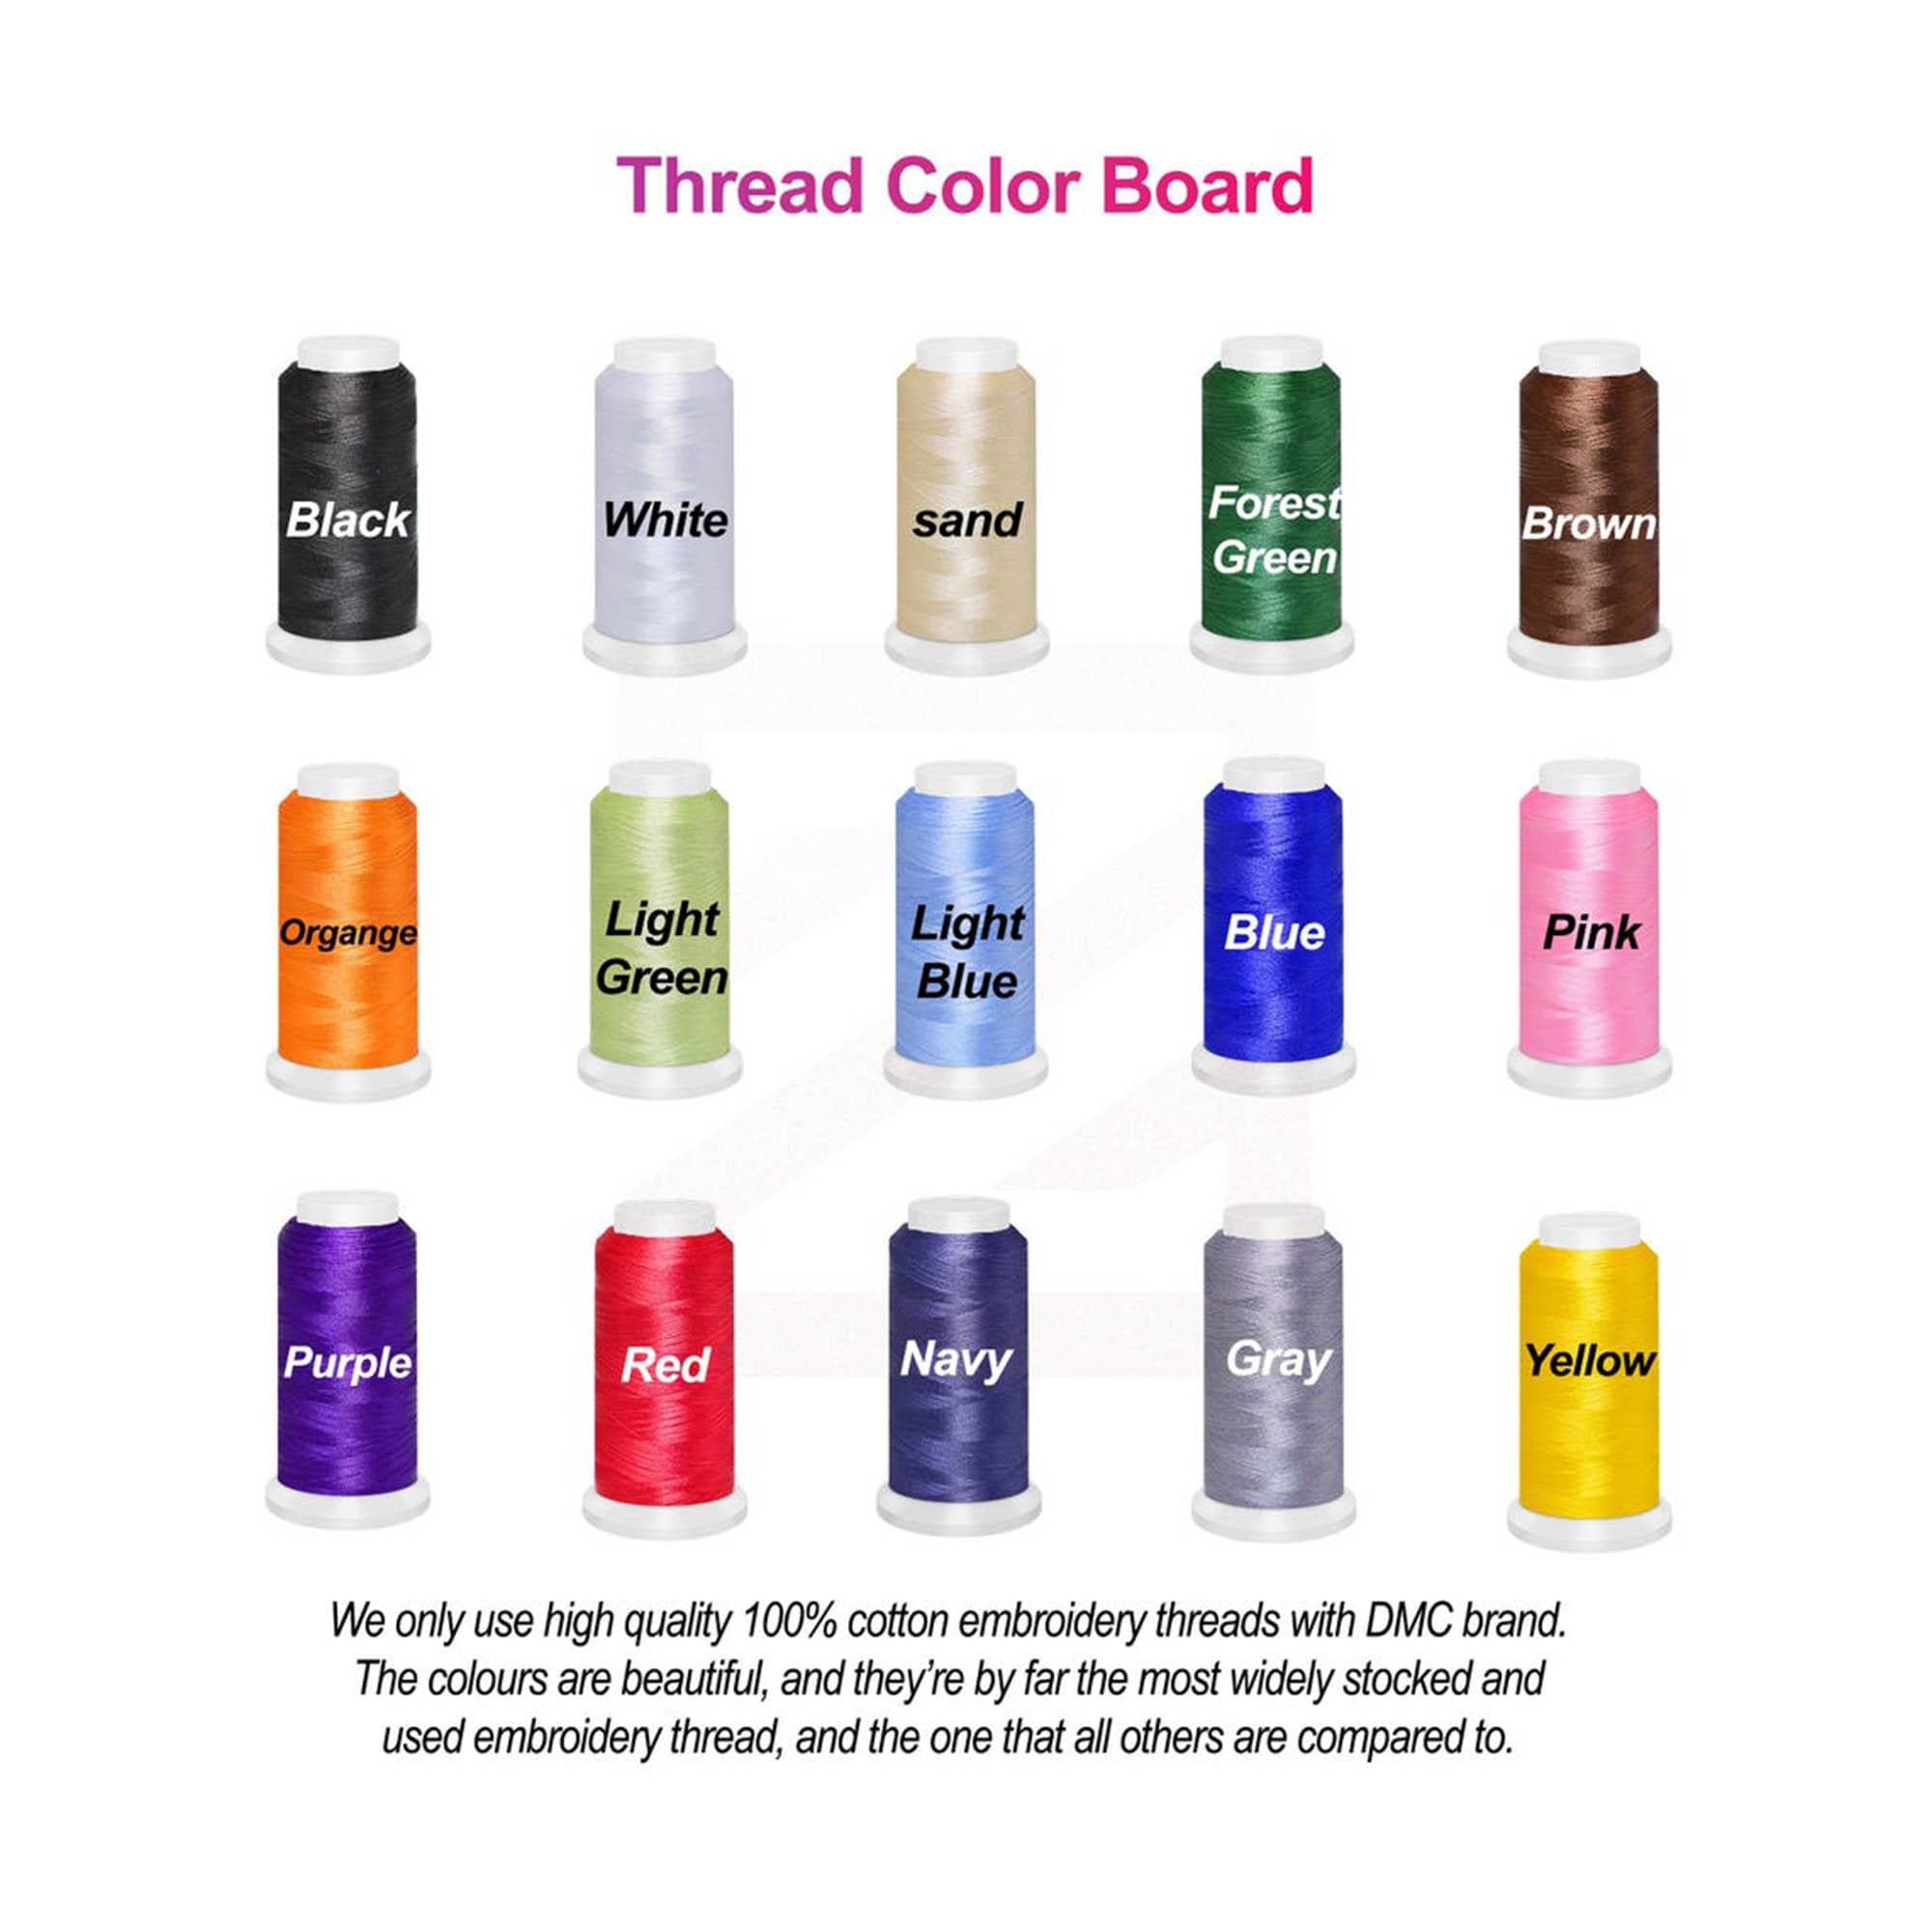 Thread Color Board
Black
White
sand
Forest
Green
Brown
Organge
Light
Green
Light
Blue
Blue
Pink
Purple
Red
Navy
Gray
Yellow
We only use high quality 100% cotton embroidery threads with DMC brand.
The colours are beautiful, and they're by far the most widely stocked and
used embroidery thread, and the one that all others are compared to.